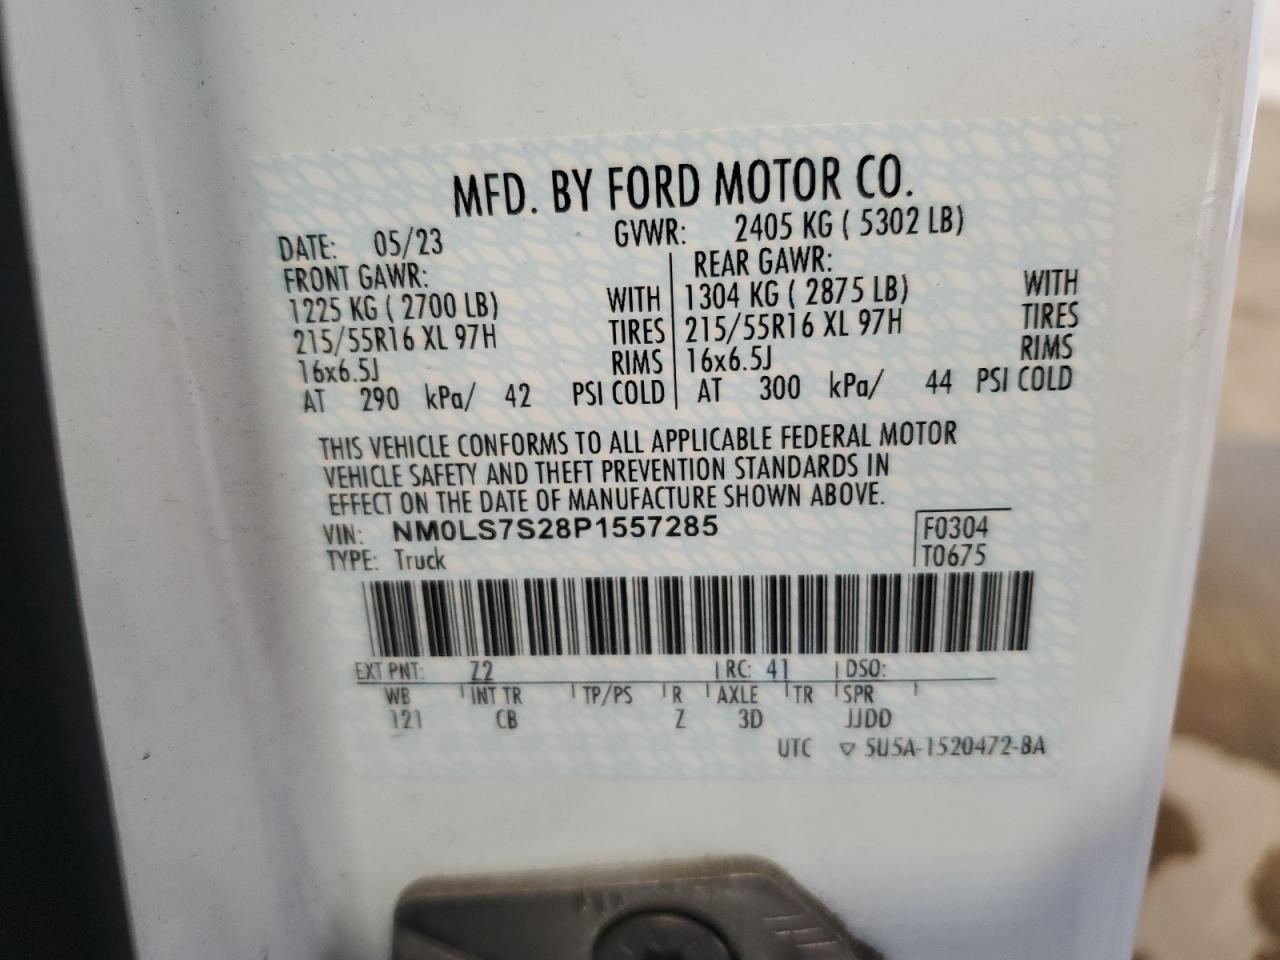 MFD. BY FORD MOTOR CO.
DATE: 05/23 GVWR: 2405 KG ( 5302 LB)
FRONT GAWR: REAR GAWR:
1225 KG ( 2700 LB) WITH 1304 KG ( 2875 LB) WITH
215/55R16 XL 97H TIRES 215/55R16 XL 97H TIRES
16x6.5J RIMS 16x6.5J RIMS
AT 290 kPa/ 42 PSI COLD AT 300 kPa/ 44 PSI COLD
THIS VEHICLE CONFORMS TO ALL APPLICABLE FEDERAL MOTOR
VEHICLE SAFETY AND THEFT PREVENTION STANDARDS IN
EFFECT ON THE DATE OF MANUFACTURE SHOWN ABOVE.
VIN: NM0LS7S28P1557285 F0304
TYPE: Truck T0675
EXT PNT: Z2 RC: 41 DSO:
WB INT TR TP/PS R AXLE TR SPR
121 CB Z 3D JJDD
UTC ▽ 5U5A-1520472-BA